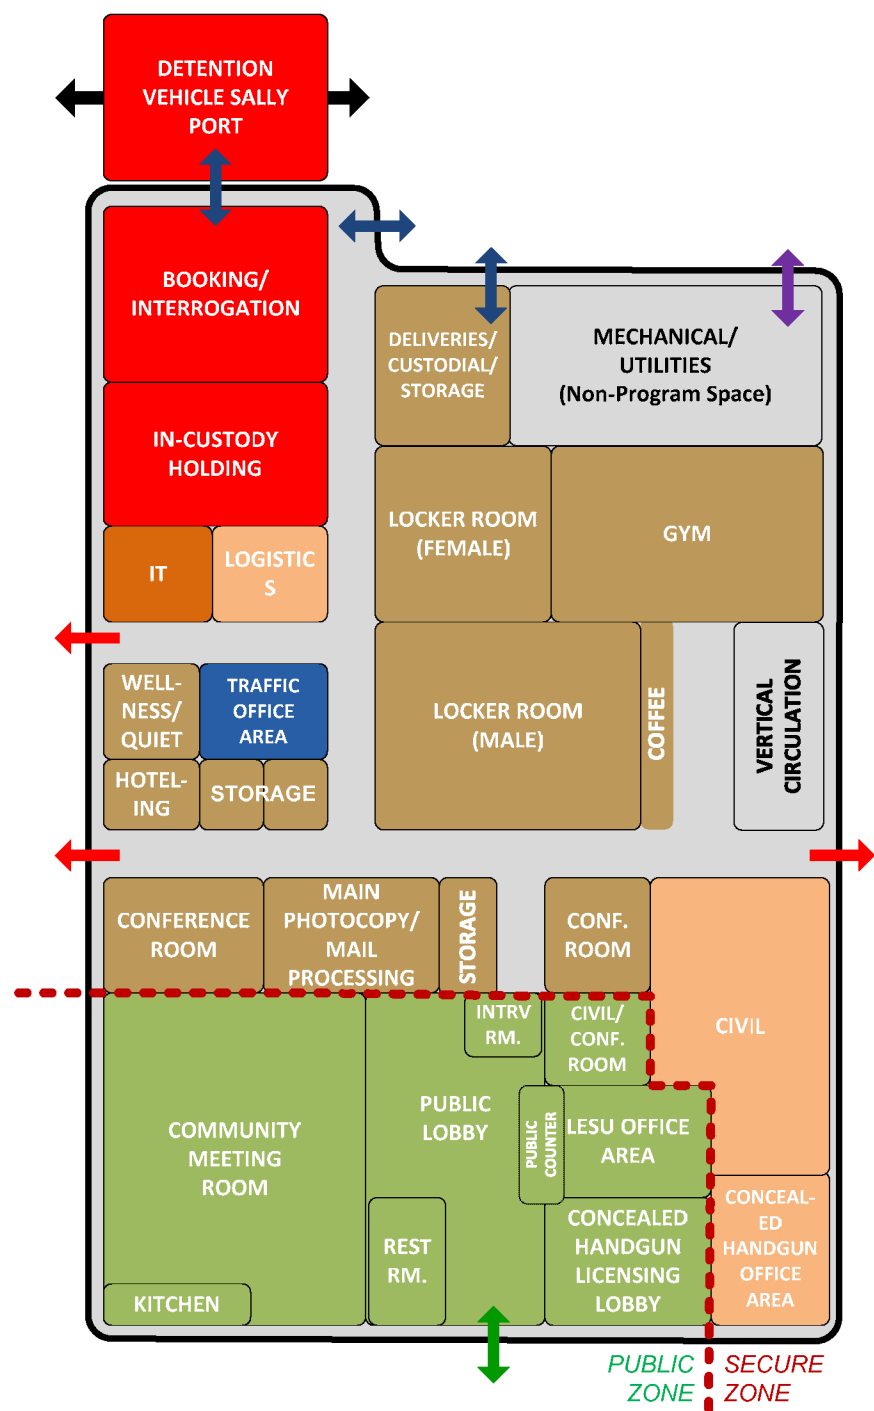 DETENTION
VEHICLE SALLY
PORT
BOOKING/
INTERROGATION
DELIVERIES/
CUSTODIAL/
STORAGE
MECHANICAL/
UTILITIES
(Non-Program Space)
IN-CUSTODY
HOLDING
LOCKER ROOM
(FEMALE)
GYM
IT
LOGISTIC
S
WELL-
NESS/
QUIET
TRAFFIC
OFFICE
AREA
LOCKER ROOM
(MALE)
COFFEE
VERTICAL
CIRCULATION
HOTEL-
ING
STORAGE
CONFERENCE
ROOM
MAIN
PHOTOCOPY/
MAIL
PROCESSING
STORAGE
CONF.
ROOM
CIVIL
INTRV
RM.
CIVIL/
CONF.
ROOM
COMMUNITY
MEETING
ROOM
PUBLIC
LOBBY
PUBLIC
COUNTER
LESU OFFICE
AREA
REST
RM.
CONCEALED
HANDGUN
LICENSING
LOBBY
CONCEAL-
ED
HANDGUN
OFFICE
AREA
KITCHEN
PUBLIC
ZONE
SECURE
ZONE